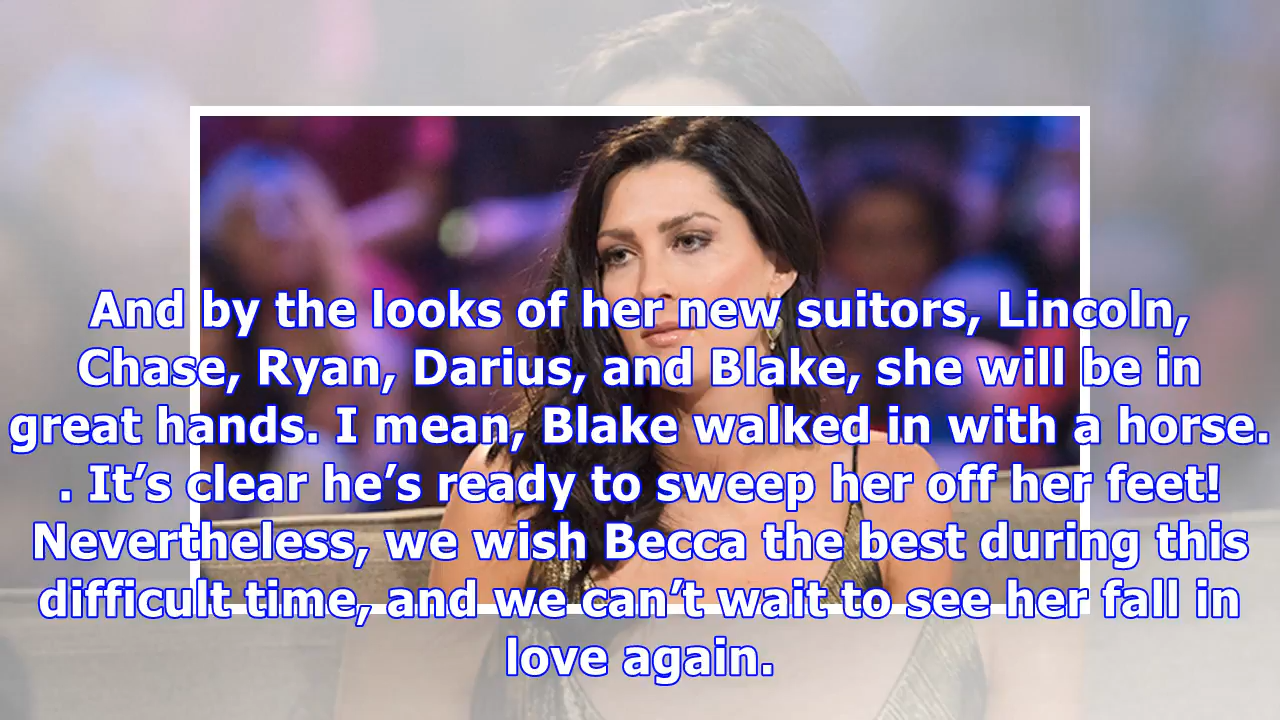 And by the looks of her new suitors, Lincoln,
Chase, Ryan, Darius, and Blake, she will be in
great hands. I mean, Blake walked in with a horse.
. It’s clear he’s ready to sweep her off her feet!
Nevertheless, we wish Becca the best during this
difficult time, and we can’t wait to see her fall in
love again.